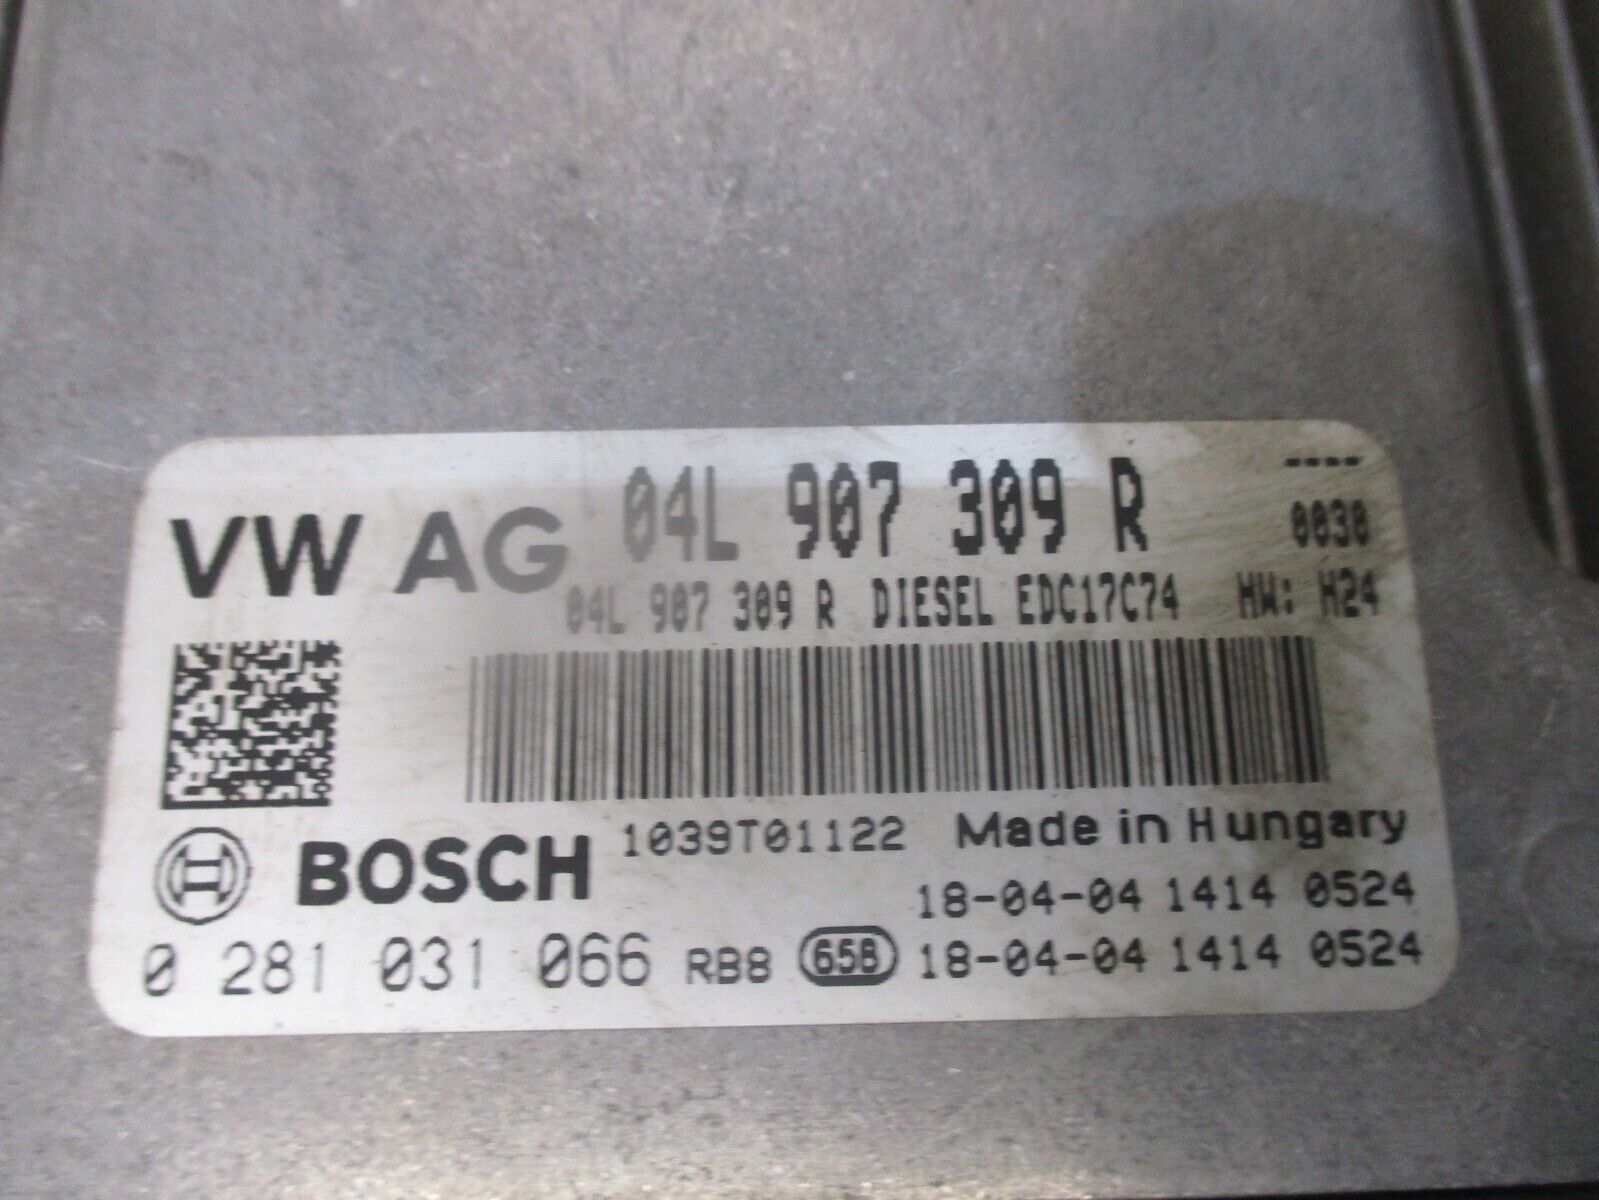 VW AG 04L 907 309 R ----
0030
04L 907 309 R DIESEL EDC17C74 HW: H24
BOSCH 1039T01122 Made in Hungary
18-04-04 1414 0524
0 281 031 066 RB8 65B 18-04-04 1414 0524